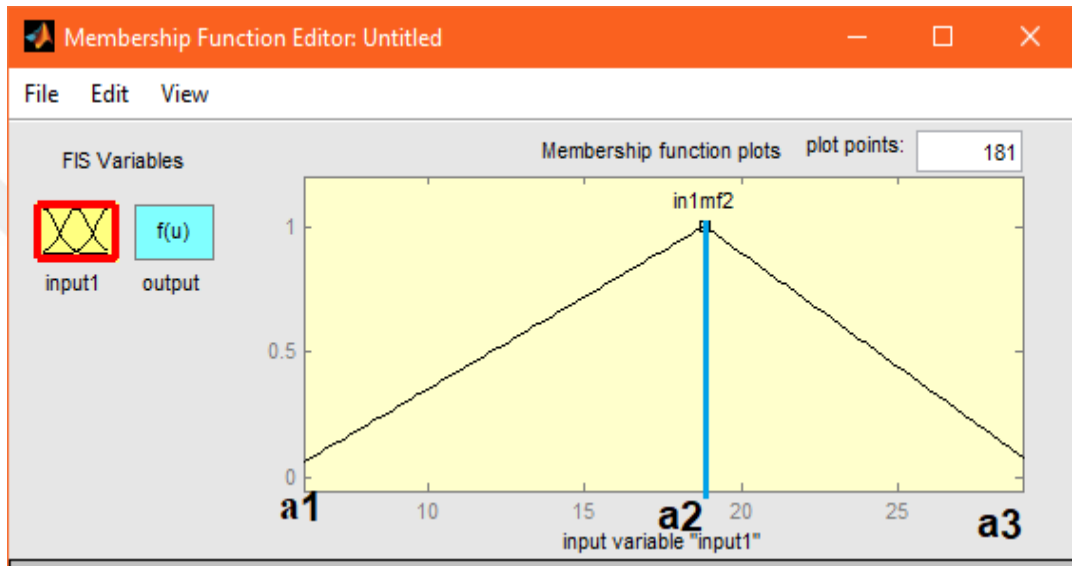 Membership Function Editor: Untitled
File Edit View
FIS Variables
Membership function plots plot points: 181
f(u)
input1 output
in1mf2
1
0.5
0
a1 10 15 a2 20 25 a3
input variable "input1"